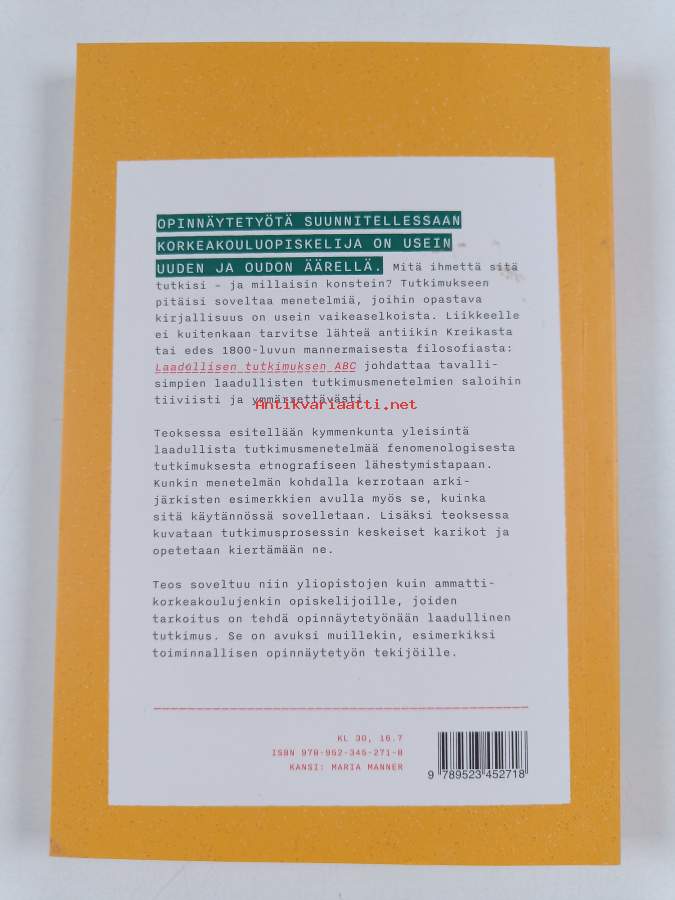 OPINNÄYTETYÖTÄ SUUNNITELLESSAAN
KORKEAKOULUOPISKELIJA ON USEIN
UUDEN JA OUDON ÄÄRELLÄ. Mitä ihmettä sitä
tutkisi – ja millaisin konstein? Tutkimukseen
pitäisi soveltaa menetelmiä, joihin opastava
kirjallisuus on usein vaikeaselkoista. Liikkeelle
ei kuitenkaan tarvitse lähteä antiikin Kreikasta
tai edes 1800-luvun mannermaisesta filosofiasta:
Laadullisen tutkimuksen ABC johdattaa tavalli-
simpien laadullisten tutkimusmenetelmien saloihin
tiiviisti ja ymmärrettävästi.
Antikvariaatti.net
Teoksessa esitellään kymmenkunta yleisintä
laadullista tutkimusmenetelmää fenomenologisesta
tutkimuksesta etnografiseen lähestymistapaan.
Kunkin menetelmän kohdalla kerrotaan arki-
järkisten esimerkkien avulla myös se, kuinka
sitä käytännössä sovelletaan. Lisäksi teoksessa
kuvataan tutkimusprosessin keskeiset karikot ja
opetetaan kiertämään ne.
Teos soveltuu niin yliopistojen kuin ammatti-
korkeakoulujenkin opiskelijoille, joiden
tarkoitus on tehdä opinnäytetyönään laadullinen
tutkimus. Se on avuksi muillekin, esimerkiksi
toiminnallisen opinnäytetyön tekijöille.
KL 30, 16.7
ISBN 978-952-345-271-8
KANSI: MARIA MANNER
9 789523 452718